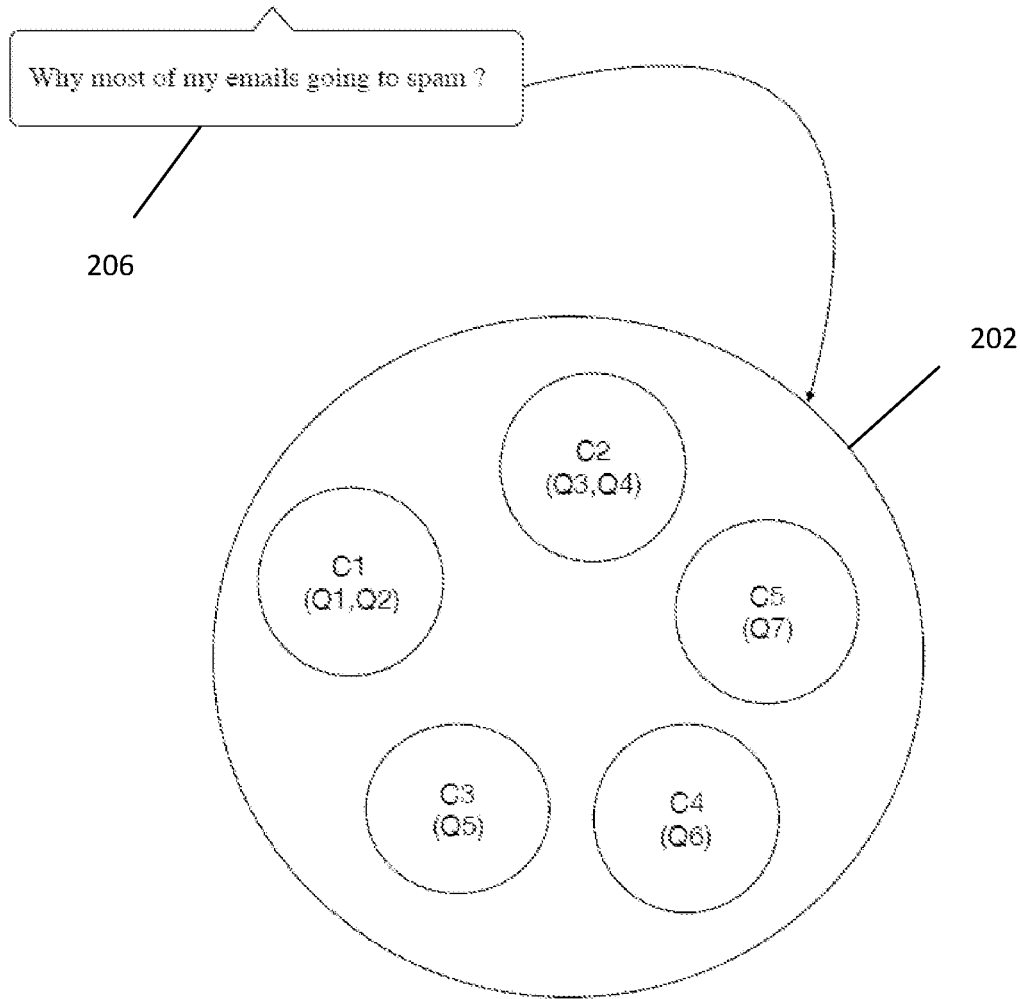 Why most of my emails going to spam ?
206
202
C2
(Q3,Q4)
C1
(Q1,Q2)
C5
(Q7)
C3
(Q5)
C4
(Q6)